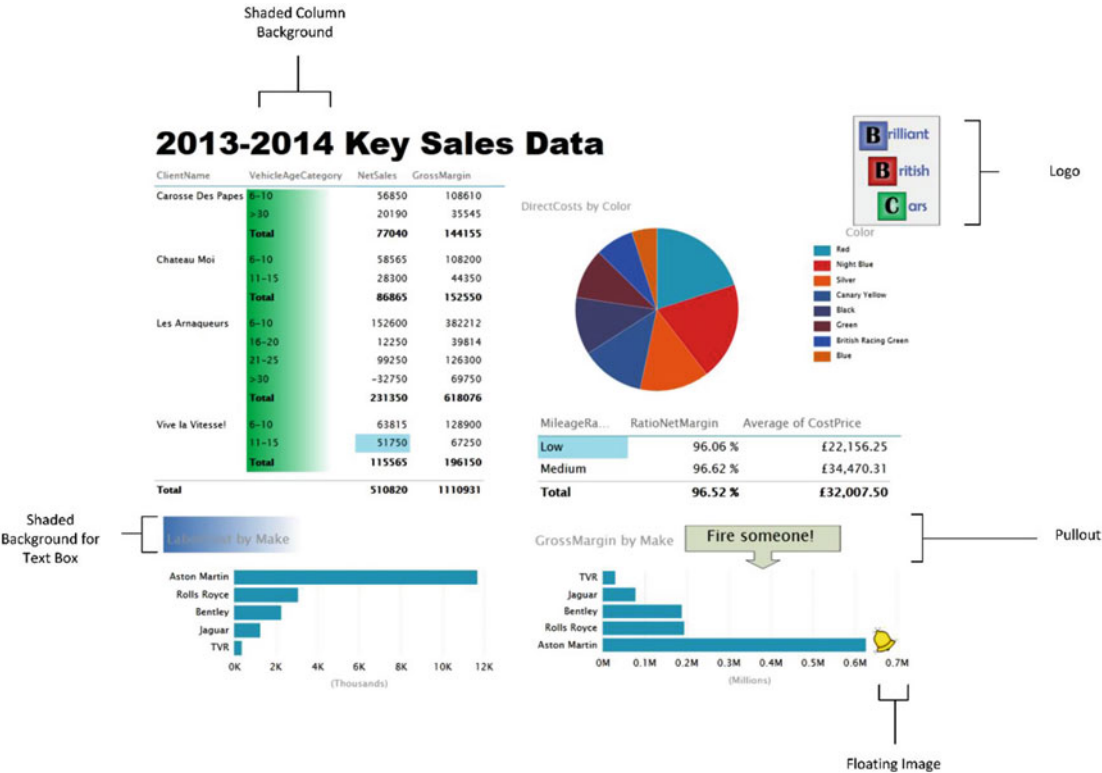 Shaded Column
Background
2013-2014 Key Sales Data
Brilliant
British
Cars
Logo
ClientName VehicleAgeCategory NetSales GrossMargin
Carosse Des Papes 6-10 56850 108610
>30 20190 35545
Total 77040 144155
Chateau Moi 6-10 58565 108200
11-15 28300 44350
Total 86865 152550
Les Arnaqueurs 6-10 152600 382212
16-20 12250 39814
21-25 99250 126300
>30 -32750 69750
Total 231350 618076
Vive la Vitesse! 6-10 63815 128900
11-15 51750 67250
Total 115565 196150
Total 510820 1110931
DirectCosts by Color
Color
Red
Night Blue
Silver
Canary Yellow
Black
Green
British Racing Green
Blue
MileageRa... RatioNetMargin Average of CostPrice
Low 96.06 % £22,156.25
Medium 96.62 % £34,470.31
Total 96.52 % £32,007.50
Shaded
Background for
Text Box
by Make
Aston Martin
Rolls Royce
Bentley
Jaguar
TVR
0K 2K 4K 6K 8K 10K 12K
(Thousands)
GrossMargin by Make
Fire someone!
Pullout
TVR
Jaguar
Bentley
Rolls Royce
Aston Martin
0M 0.1M 0.2M 0.3M 0.4M 0.5M 0.6M 0.7M
(Millions)
Floating Image